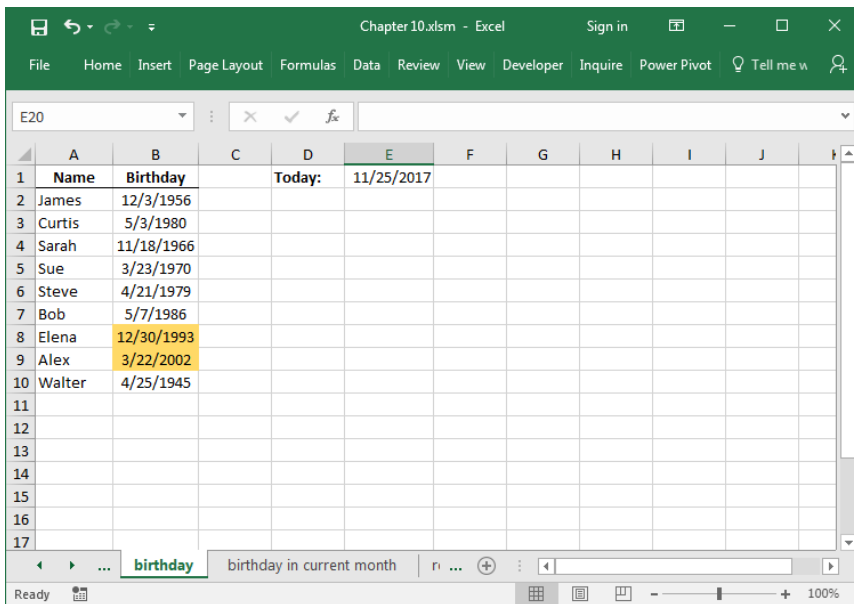 Chapter 10.xlsm - Excel Sign in
File Home Insert Page Layout Formulas Data Review View Developer Inquire Power Pivot Tell me w
E20 fx
A B C D E F G H I J K
1 Name Birthday Today: 11/25/2017
2 James 12/3/1956
3 Curtis 5/3/1980
4 Sarah 11/18/1966
5 Sue 3/23/1970
6 Steve 4/21/1979
7 Bob 5/7/1986
8 Elena 12/30/1993
9 Alex 3/22/2002
10 Walter 4/25/1945
11
12
13
14
15
16
17
... birthday birthday in current month ...
Ready 100%